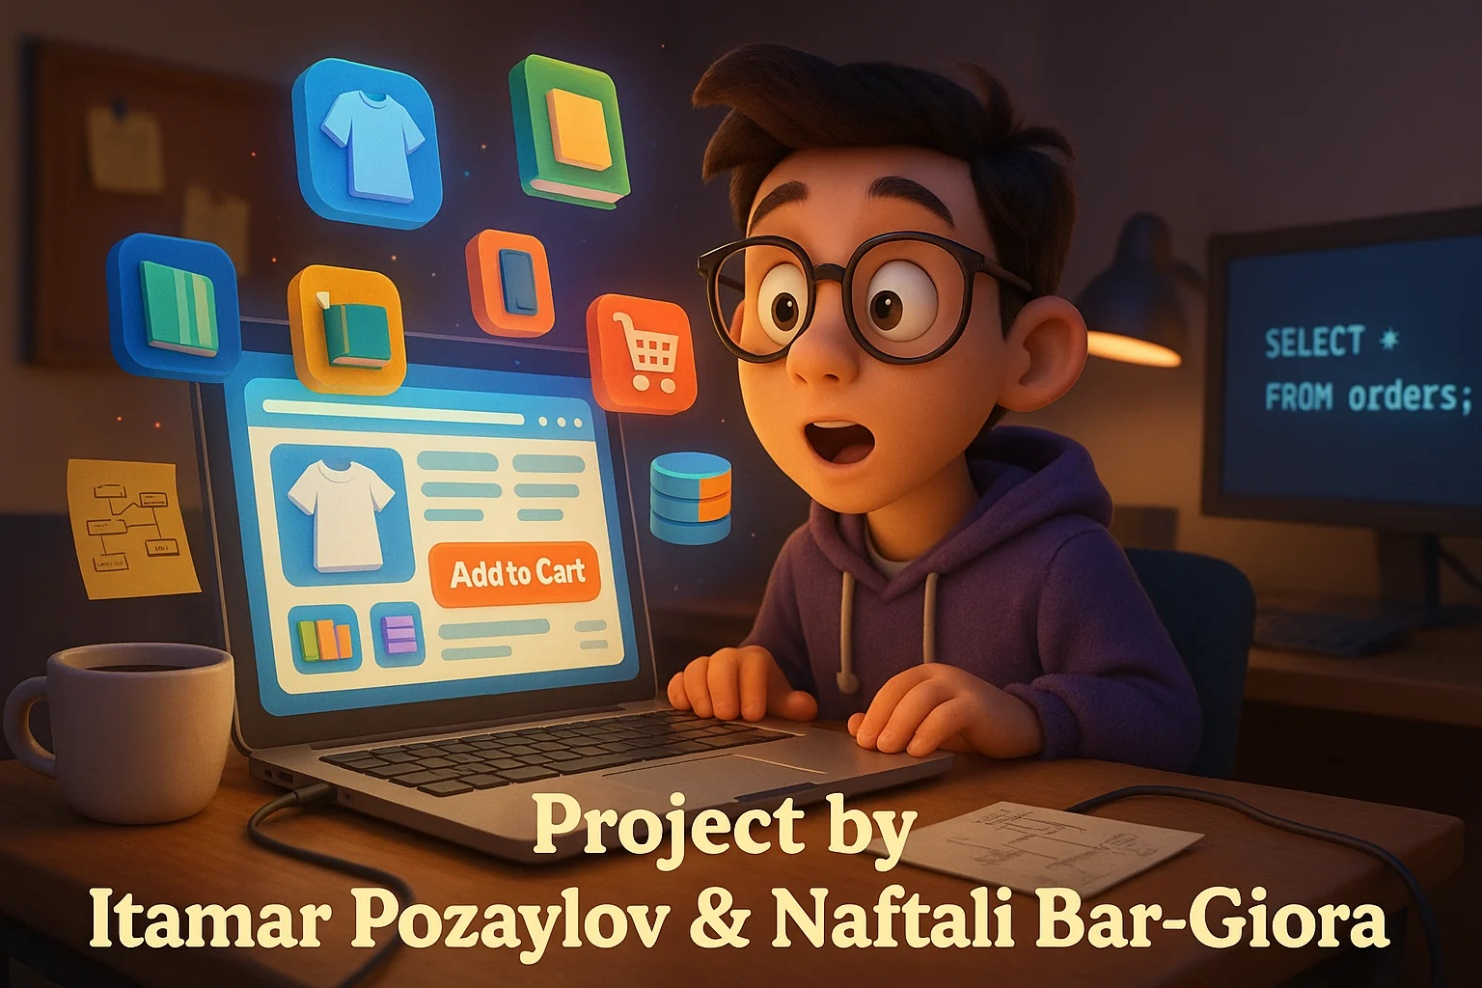 SELECT *
FROM orders;
Add to Cart
Project by
Itamar Pozaylov & Naftali Bar-Giora